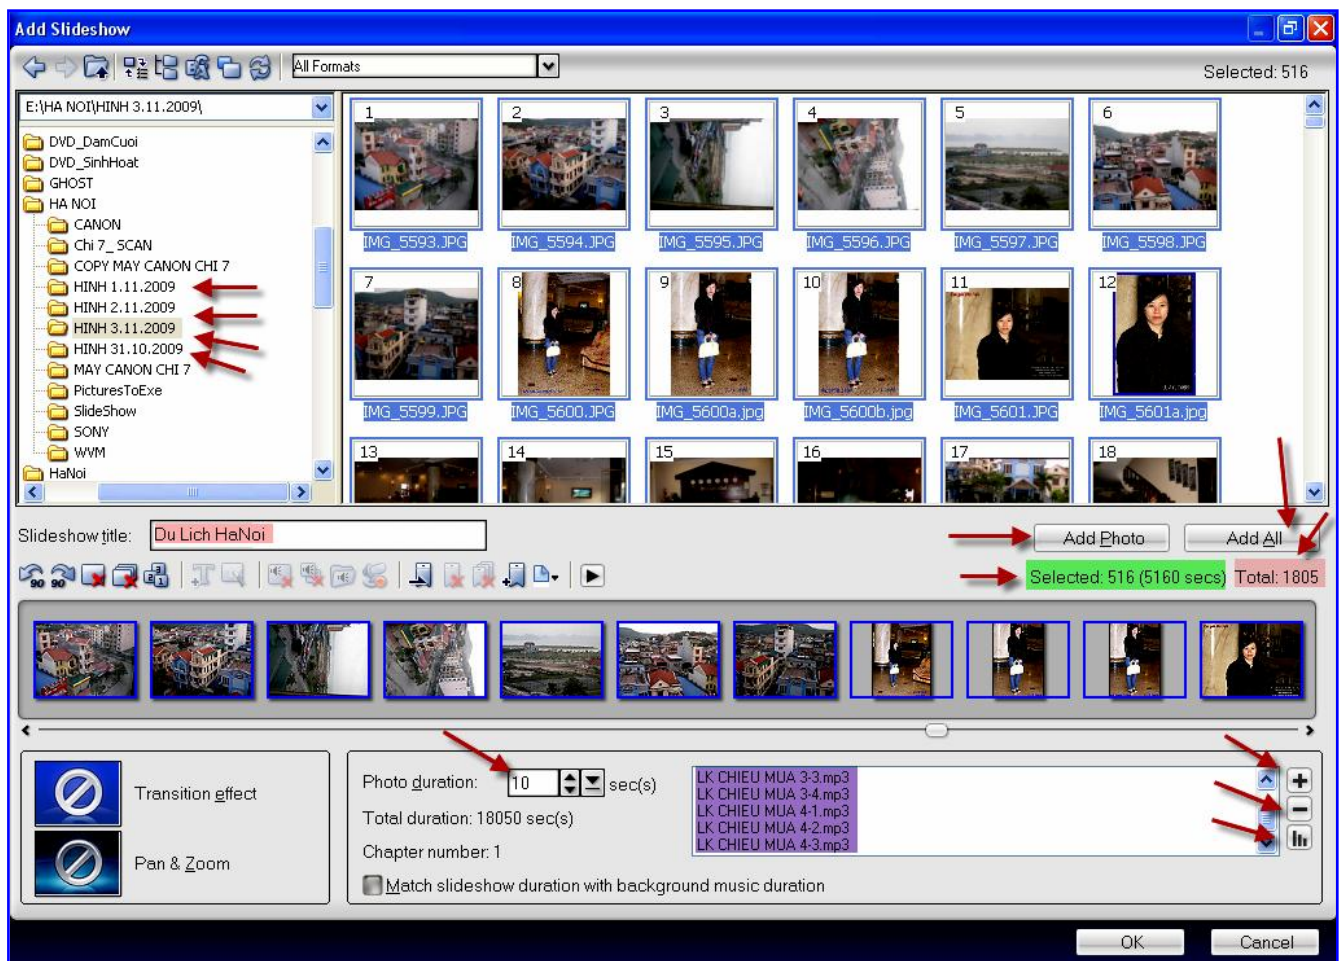 Add Slideshow
All Formats
Selected: 516
E:\HA NOI\HINH 3.11.2009\
DVD_DamCuoi
DVD_SinhHoat
GHOST
HA NOI
CANON
Chi 7_ SCAN
COPY MAY CANON CHI 7
HINH 1.11.2009
HINH 2.11.2009
HINH 3.11.2009
HINH 31.10.2009
MAY CANON CHI 7
PicturesToExe
SlideShow
SONY
WVM
HaNoi
1 2 3 4 5 6
IMG_5593.JPG IMG_5594.JPG IMG_5595.JPG IMG_5596.JPG IMG_5597.JPG IMG_5598.JPG
7 8 9 10 11 12
IMG_5599.JPG IMG_5600.JPG IMG_5600a.jpg IMG_5600b.jpg IMG_5601.JPG IMG_5601a.jpg
13 14 15 16 17 18
Slideshow title: Du Lich HaNoi
Add Photo Add All
90 90
Selected: 516 (5160 secs) Total: 1805
Photo duration: 10 sec(s)
Total duration: 18050 sec(s)
Chapter number: 1
Match slideshow duration with background music duration
Transition effect
Pan & Zoom
LK CHIEU MUA 3-3.mp3
LK CHIEU MUA 3-4.mp3
LK CHIEU MUA 4-1.mp3
LK CHIEU MUA 4-2.mp3
LK CHIEU MUA 4-3.mp3
OK Cancel